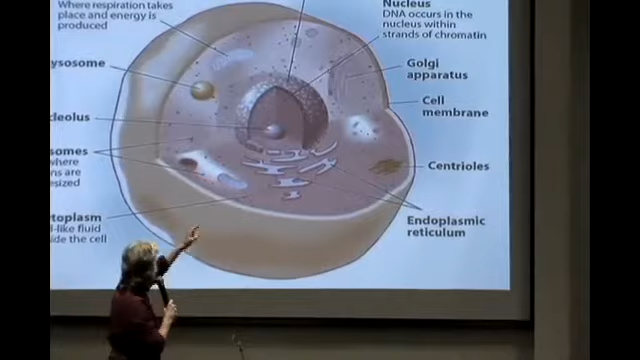 Where respiration takes
place and energy is
produced
Nucleus
DNA occurs in the
nucleus within
strands of chromatin
Golgi
apparatus
Cell
membrane
Centrioles
Endoplasmic
reticulum
ysosome
cleolus
somes
where
ns are
esized
toplasm
l-like fluid
ide the cell